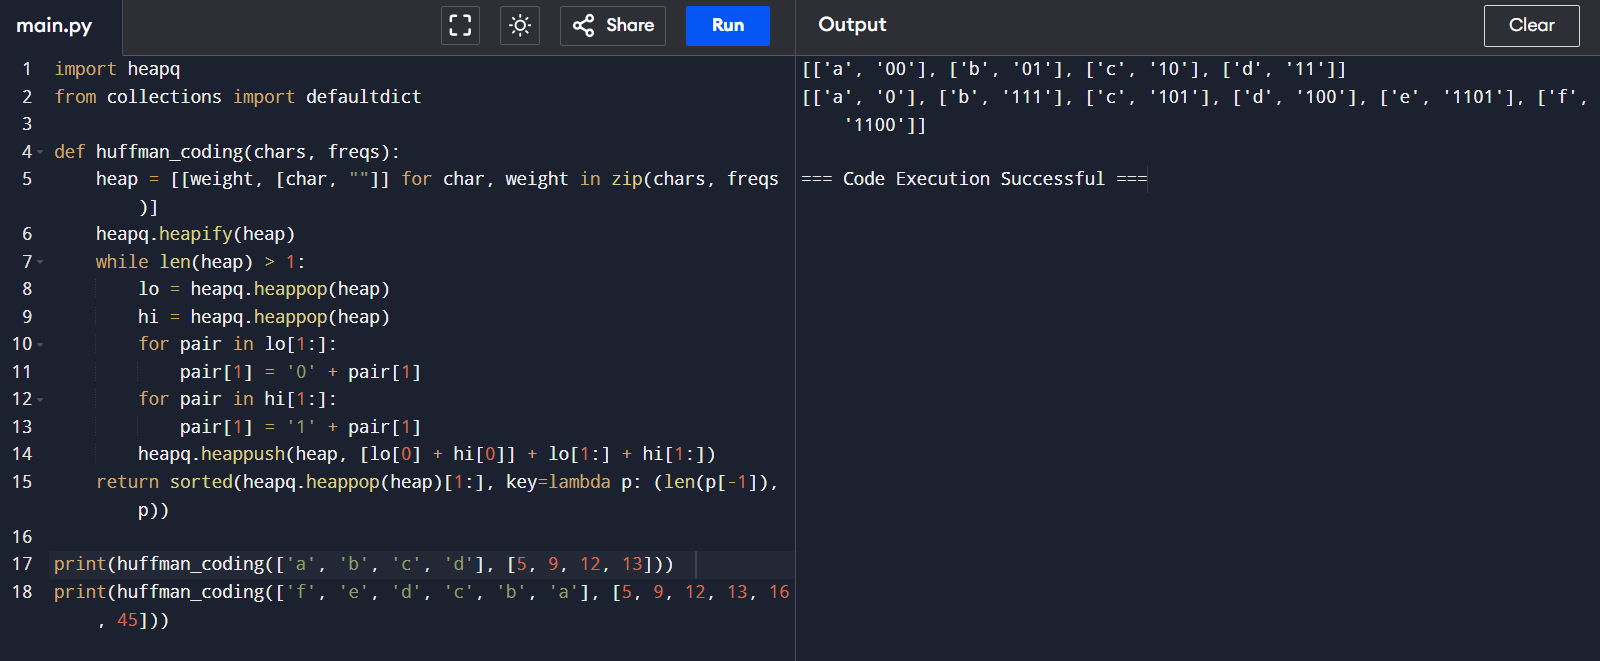 main.py
Share
Run
Output
Clear
1 import heapq
2 from collections import defaultdict
3
4 def huffman_coding(chars, freqs):
5     heap = [[weight, [char, ""]] for char, weight in zip(chars, freqs
        )]
6     heapq.heapify(heap)
7     while len(heap) > 1:
8         lo = heapq.heappop(heap)
9         hi = heapq.heappop(heap)
10         for pair in lo[1:]:
11             pair[1] = '0' + pair[1]
12         for pair in hi[1:]:
13             pair[1] = '1' + pair[1]
14         heapq.heappush(heap, [lo[0] + hi[0]] + lo[1:] + hi[1:])
15     return sorted(heapq.heappop(heap)[1:], key=lambda p: (len(p[-1]),
        p))
16
17 print(huffman_coding(['a', 'b', 'c', 'd'], [5, 9, 12, 13]))
18 print(huffman_coding(['f', 'e', 'd', 'c', 'b', 'a'], [5, 9, 12, 13, 16
    , 45]))
[['a', '00'], ['b', '01'], ['c', '10'], ['d', '11']]
[['a', '0'], ['b', '111'], ['c', '101'], ['d', '100'], ['e', '1101'], ['f',
    '1100']]
=== Code Execution Successful ===